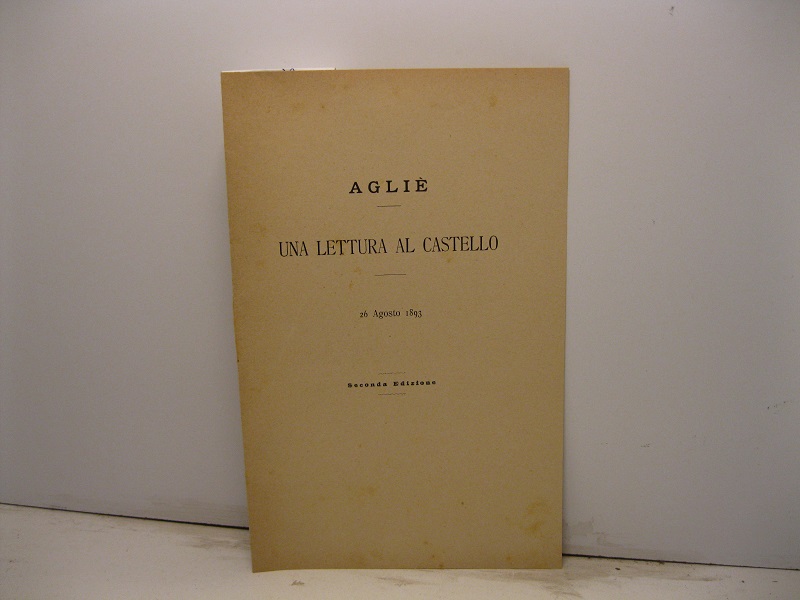 AGLIÈ
UNA LETTURA AL CASTELLO
26 Agosto 1893
Seconda Edizione